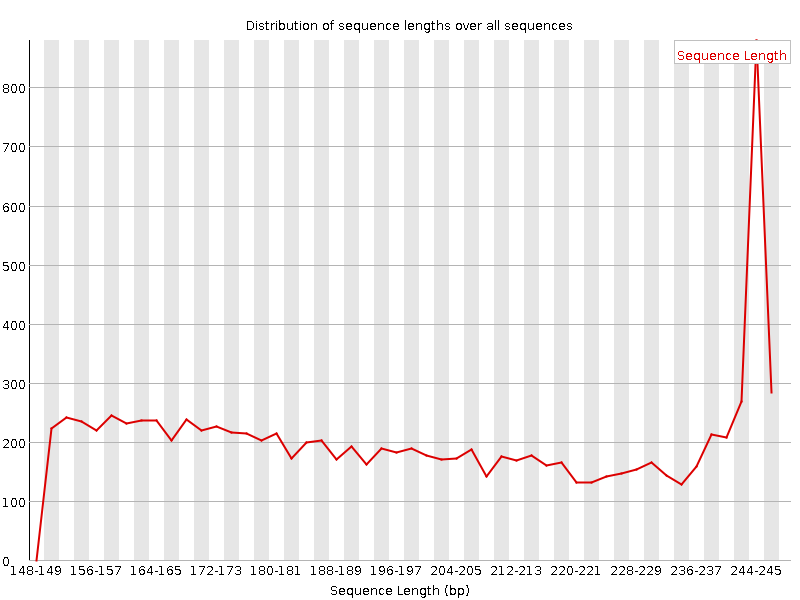 Distribution of sequence lengths over all sequences
Sequence Length
800
700
600
500
400
300
200
100
0
148-149 156-157 164-165 172-173 180-181 188-189 196-197 204-205 212-213 220-221 228-229 236-237 244-245
Sequence Length (bp)